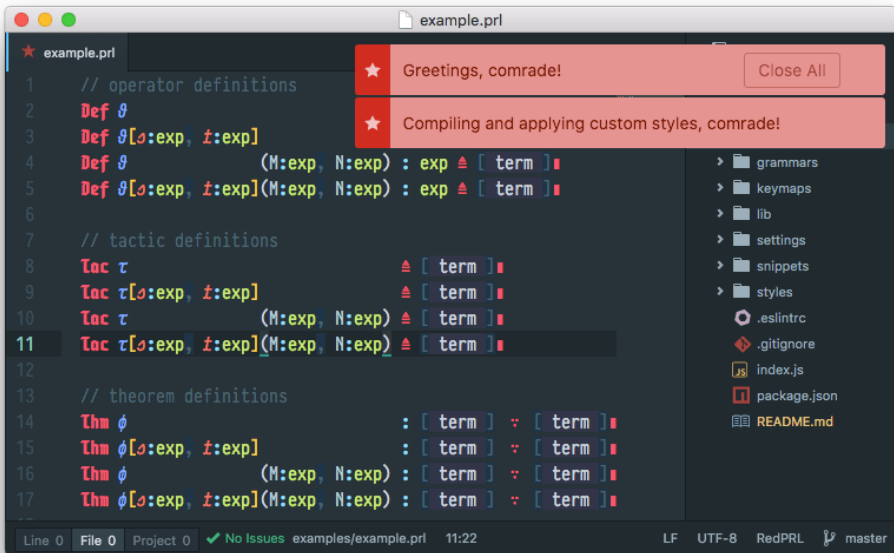 example.prl
example.prl
Greetings, comrade!
Close All
Compiling and applying custom styles, comrade!
1 // operator definitions
2 Def ϑ
3 Def ϑ[s:exp, t:exp]
4 Def ϑ (M:exp, N:exp) : exp ≜ [ term ]∎
5 Def ϑ[s:exp, t:exp](M:exp, N:exp) : exp ≜ [ term ]∎
6
7 // tactic definitions
8 Tac τ ≜ [ term ]∎
9 Tac τ[s:exp, t:exp] ≜ [ term ]∎
10 Tac τ (M:exp, N:exp) ≜ [ term ]∎
11 Tac τ[s:exp, t:exp](M:exp, N:exp) ≜ [ term ]∎
12
13 // theorem definitions
14 Thm ϕ : [ term ] ∵ [ term ]∎
15 Thm ϕ[s:exp, t:exp] : [ term ] ∵ [ term ]∎
16 Thm ϕ (M:exp, N:exp) : [ term ] ∵ [ term ]∎
17 Thm ϕ[s:exp, t:exp](M:exp, N:exp) : [ term ] ∵ [ term ]∎
grammars
keymaps
lib
settings
snippets
styles
.eslintrc
.gitignore
JS index.js
package.json
README.md
Line 0 File 0 Project 0 ✔ No Issues examples/example.prl 11:22 LF UTF-8 RedPRL master